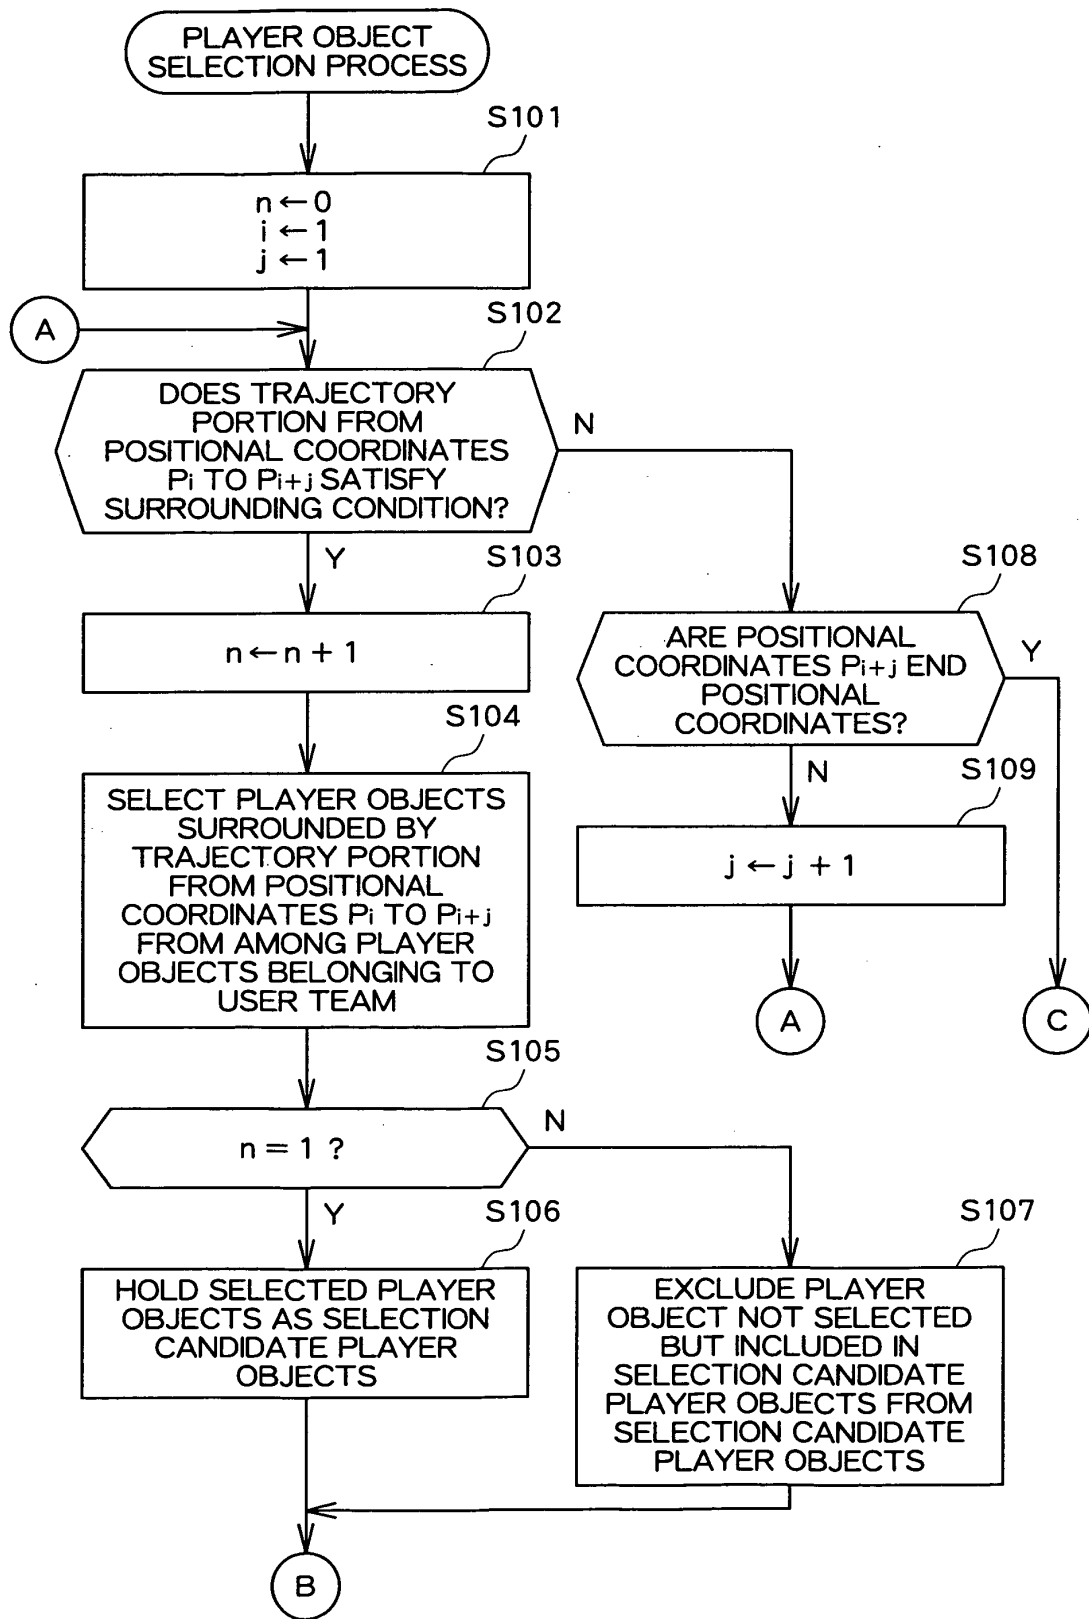 PLAYER OBJECT
SELECTION PROCESS
S101
n ← 0
i ← 1
j ← 1
A
S102
DOES TRAJECTORY
PORTION FROM
POSITIONAL COORDINATES
Pi TO Pi+j SATISFY
SURROUNDING CONDITION?
N
Y
S103
n ← n + 1
S108
ARE POSITIONAL
COORDINATES Pi+j END
POSITIONAL
COORDINATES?
Y
N
S104
SELECT PLAYER OBJECTS
SURROUNDED BY
TRAJECTORY PORTION
FROM POSITIONAL
COORDINATES Pi TO Pi+j
FROM AMONG PLAYER
OBJECTS BELONGING TO
USER TEAM
S109
j ← j + 1
A
C
S105
n = 1 ?
N
Y
S106
HOLD SELECTED PLAYER
OBJECTS AS SELECTION
CANDIDATE PLAYER
OBJECTS
S107
EXCLUDE PLAYER
OBJECT NOT SELECTED
BUT INCLUDED IN
SELECTION CANDIDATE
PLAYER OBJECTS FROM
SELECTION CANDIDATE
PLAYER OBJECTS
B